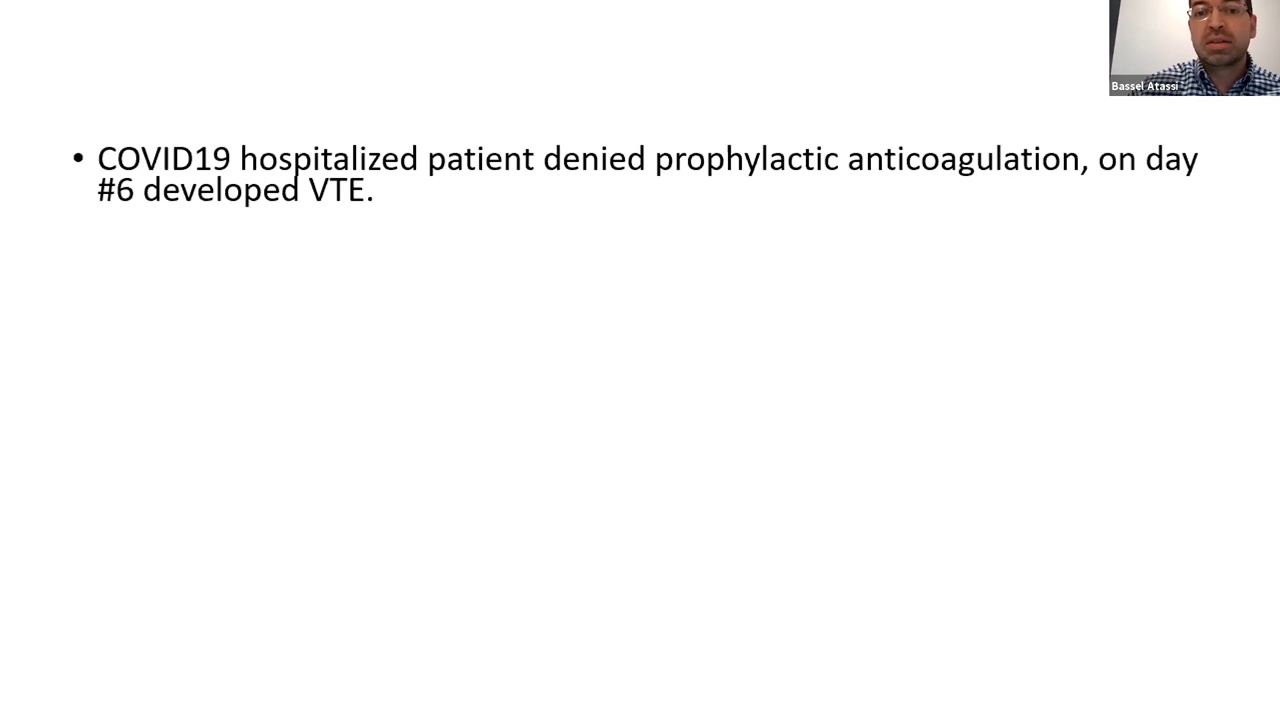 Bassel Atassi
• COVID19 hospitalized patient denied prophylactic anticoagulation, on day
#6 developed VTE.